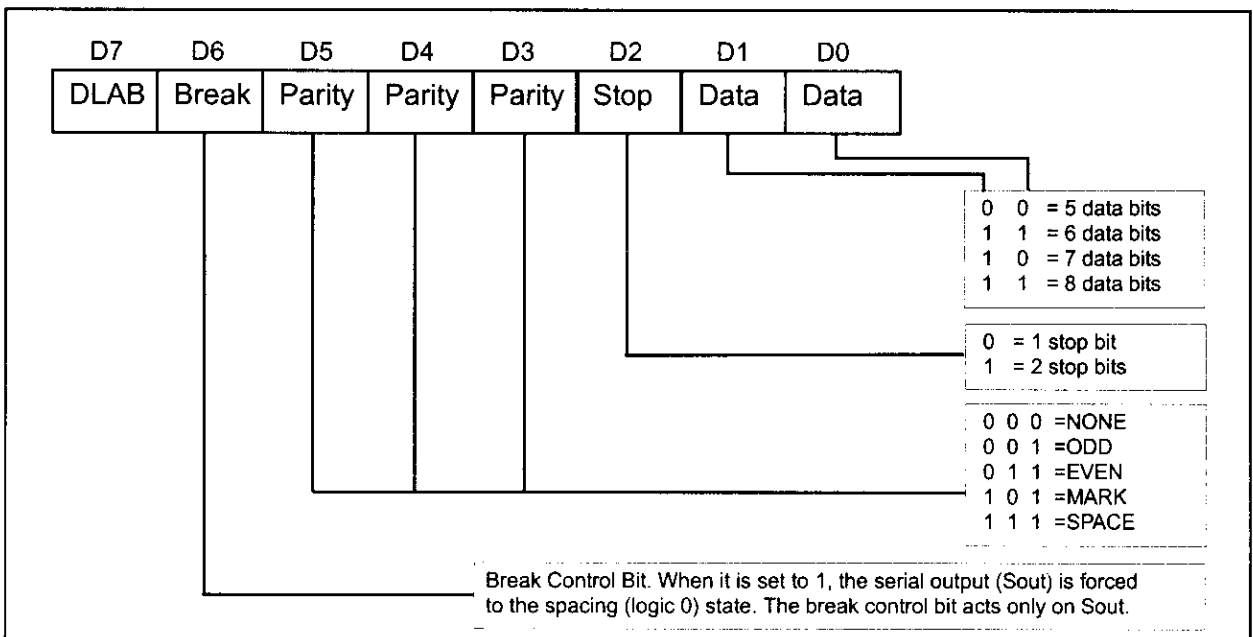 D7 D6 D5 D4 D3 D2 D1 D0
DLAB Break Parity Parity Parity Stop Data Data
0 0 = 5 data bits
1 1 = 6 data bits
1 0 = 7 data bits
1 1 = 8 data bits
0 = 1 stop bit
1 = 2 stop bits
0 0 0 =NONE
0 0 1 =ODD
0 1 1 =EVEN
1 0 1 =MARK
1 1 1 =SPACE
Break Control Bit. When it is set to 1, the serial output (Sout) is forced
to the spacing (logic 0) state. The break control bit acts only on Sout.